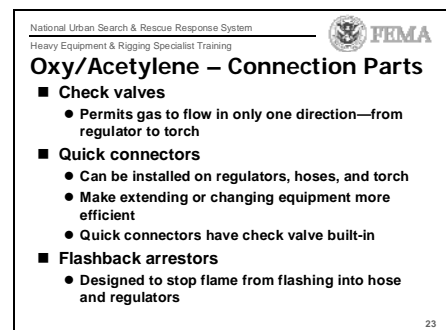 National Urban Search & Rescue Response System
Heavy Equipment & Rigging Specialist Training
FEMA
Oxy/Acetylene – Connection Parts
■ Check valves
● Permits gas to flow in only one direction—from
regulator to torch
■ Quick connectors
● Can be installed on regulators, hoses, and torch
● Make extending or changing equipment more
efficient
● Quick connectors have check valve built-in
■ Flashback arrestors
● Designed to stop flame from flashing into hose
and regulators
23